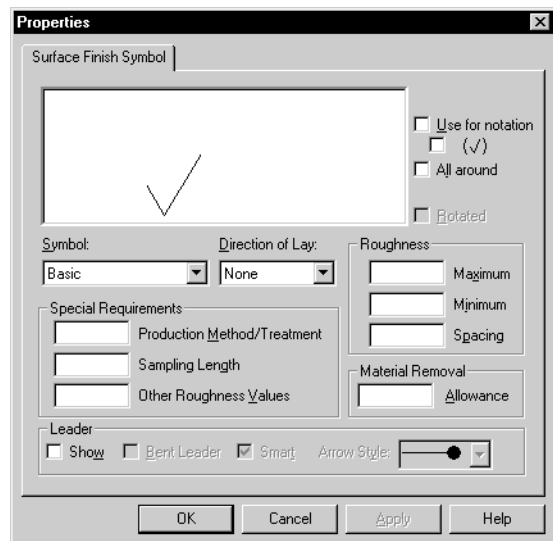 Properties
Surface Finish Symbol
Use for notation
(√)
All around
Rotated
Symbol:
Direction of Lay:
Basic
None
Roughness
Maximum
Minimum
Spacing
Special Requirements
Production Method/Treatment
Sampling Length
Other Roughness Values
Material Removal
Allowance
Leader
Show Bent Leader Smart Arrow Style:
OK Cancel Apply Help